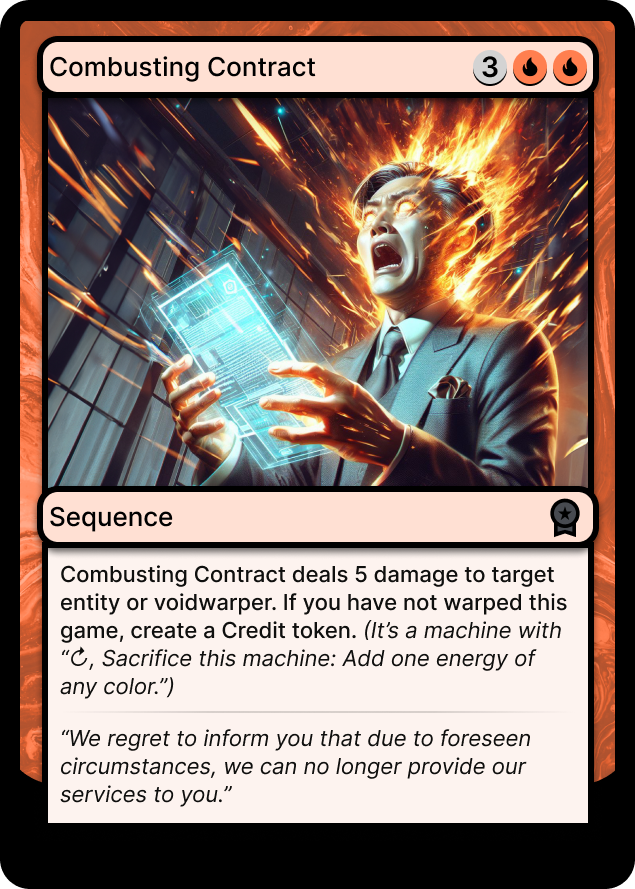 Combusting Contract 3
Sequence
Combusting Contract deals 5 damage to target
entity or voidwarper. If you have not warped this
game, create a Credit token. (It’s a machine with
“↻, Sacrifice this machine: Add one energy of
any color.”)
“We regret to inform you that due to foreseen
circumstances, we can no longer provide our
services to you.”